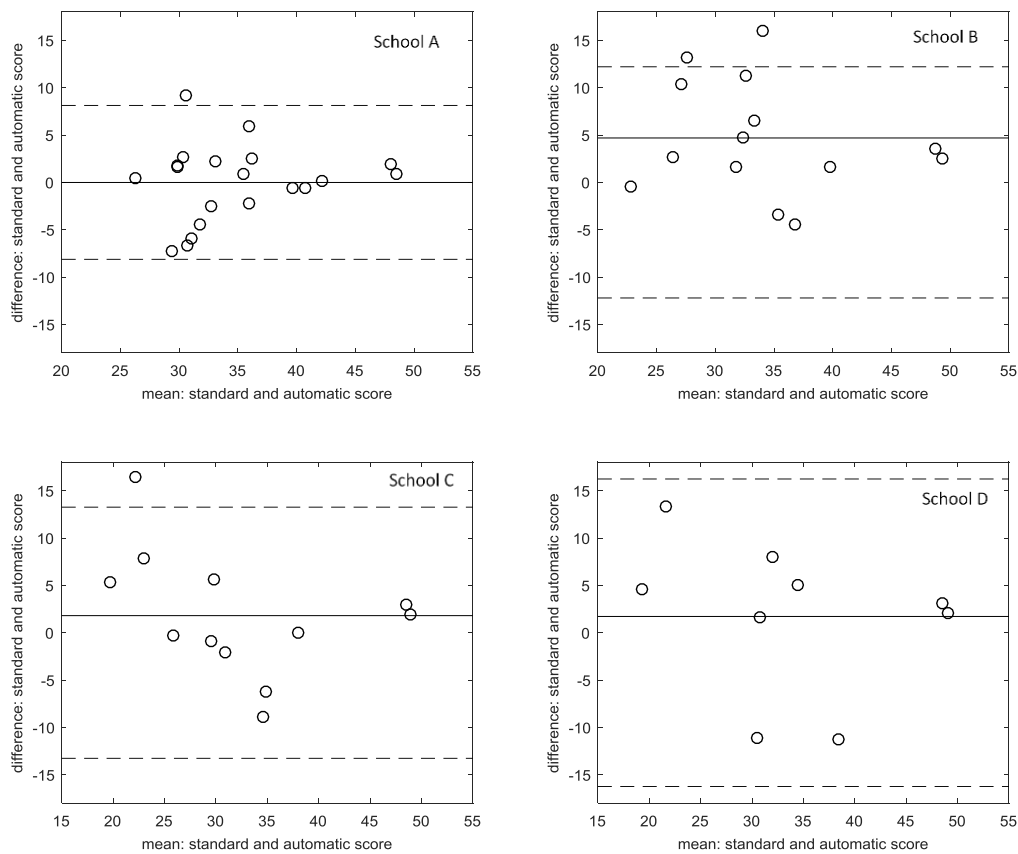 School A
difference: standard and automatic score
15
10
5
0
-5
-10
-15
20 25 30 35 40 45 50 55
mean: standard and automatic score
School B
difference: standard and automatic score
15
10
5
0
-5
-10
-15
20 25 30 35 40 45 50 55
mean: standard and automatic score
School C
difference: standard and automatic score
15
10
5
0
-5
-10
-15
15 20 25 30 35 40 45 50 55
mean: standard and automatic score
School D
difference: standard and automatic score
15
10
5
0
-5
-10
-15
15 20 25 30 35 40 45 50 55
mean: standard and automatic score